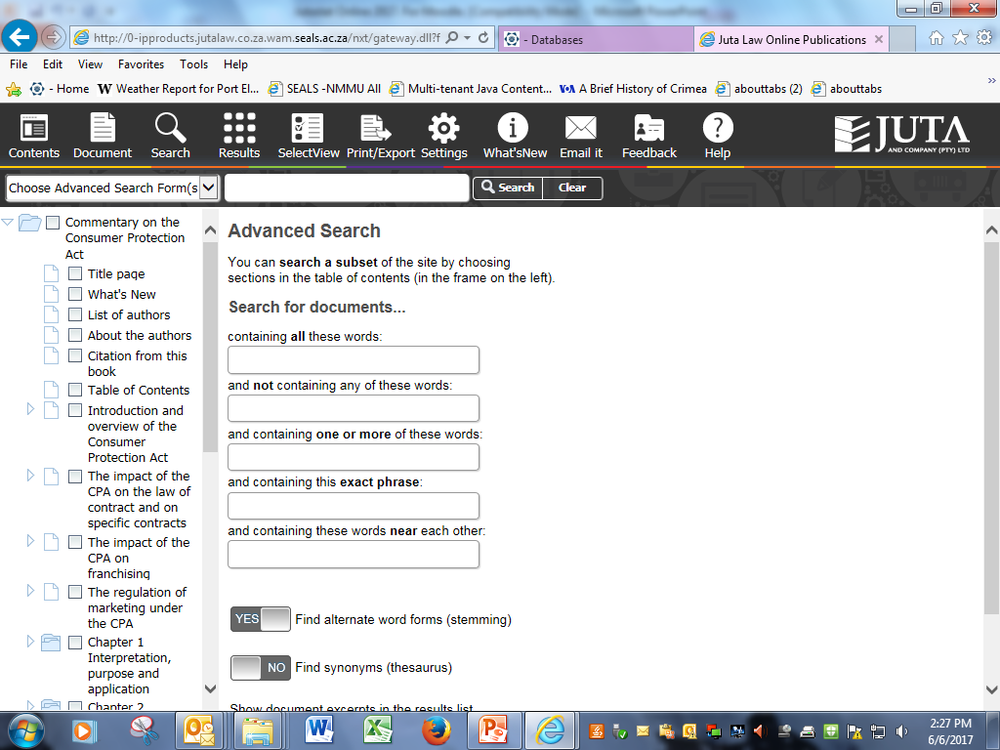 http://0-ipproducts.jutalaw.co.za.wam.seals.ac.za/nxt/gateway.dll?f
- Databases
Juta Law Online Publications
File Edit View Favorites Tools Help
- Home
W Weather Report for Port El...
SEALS -NMMU All
Multi-tenant Java Content...
VOA A Brief History of Crimea
abouttabs (2)
abouttabs
Contents Document Search Results SelectView Print/Export Settings What'sNew Email it Feedback Help
JUTA
AND COMPANY (PTY) LTD
Choose Advanced Search Form(s
Search
Clear
Commentary on the
Consumer Protection
Act
Title page
What's New
List of authors
About the authors
Citation from this
book
Table of Contents
Introduction and
overview of the
Consumer
Protection Act
The impact of the
CPA on the law of
contract and on
specific contracts
The impact of the
CPA on
franchising
The regulation of
marketing under
the CPA
Chapter 1
Interpretation,
purpose and
application
Chapter 2
Advanced Search
You can search a subset of the site by choosing
sections in the table of contents (in the frame on the left).
Search for documents...
containing all these words:
and not containing any of these words:
and containing one or more of these words:
and containing this exact phrase:
and containing these words near each other:
YES Find alternate word forms (stemming)
NO Find synonyms (thesaurus)
Show document excerpts in the results list
2:27 PM
6/6/2017